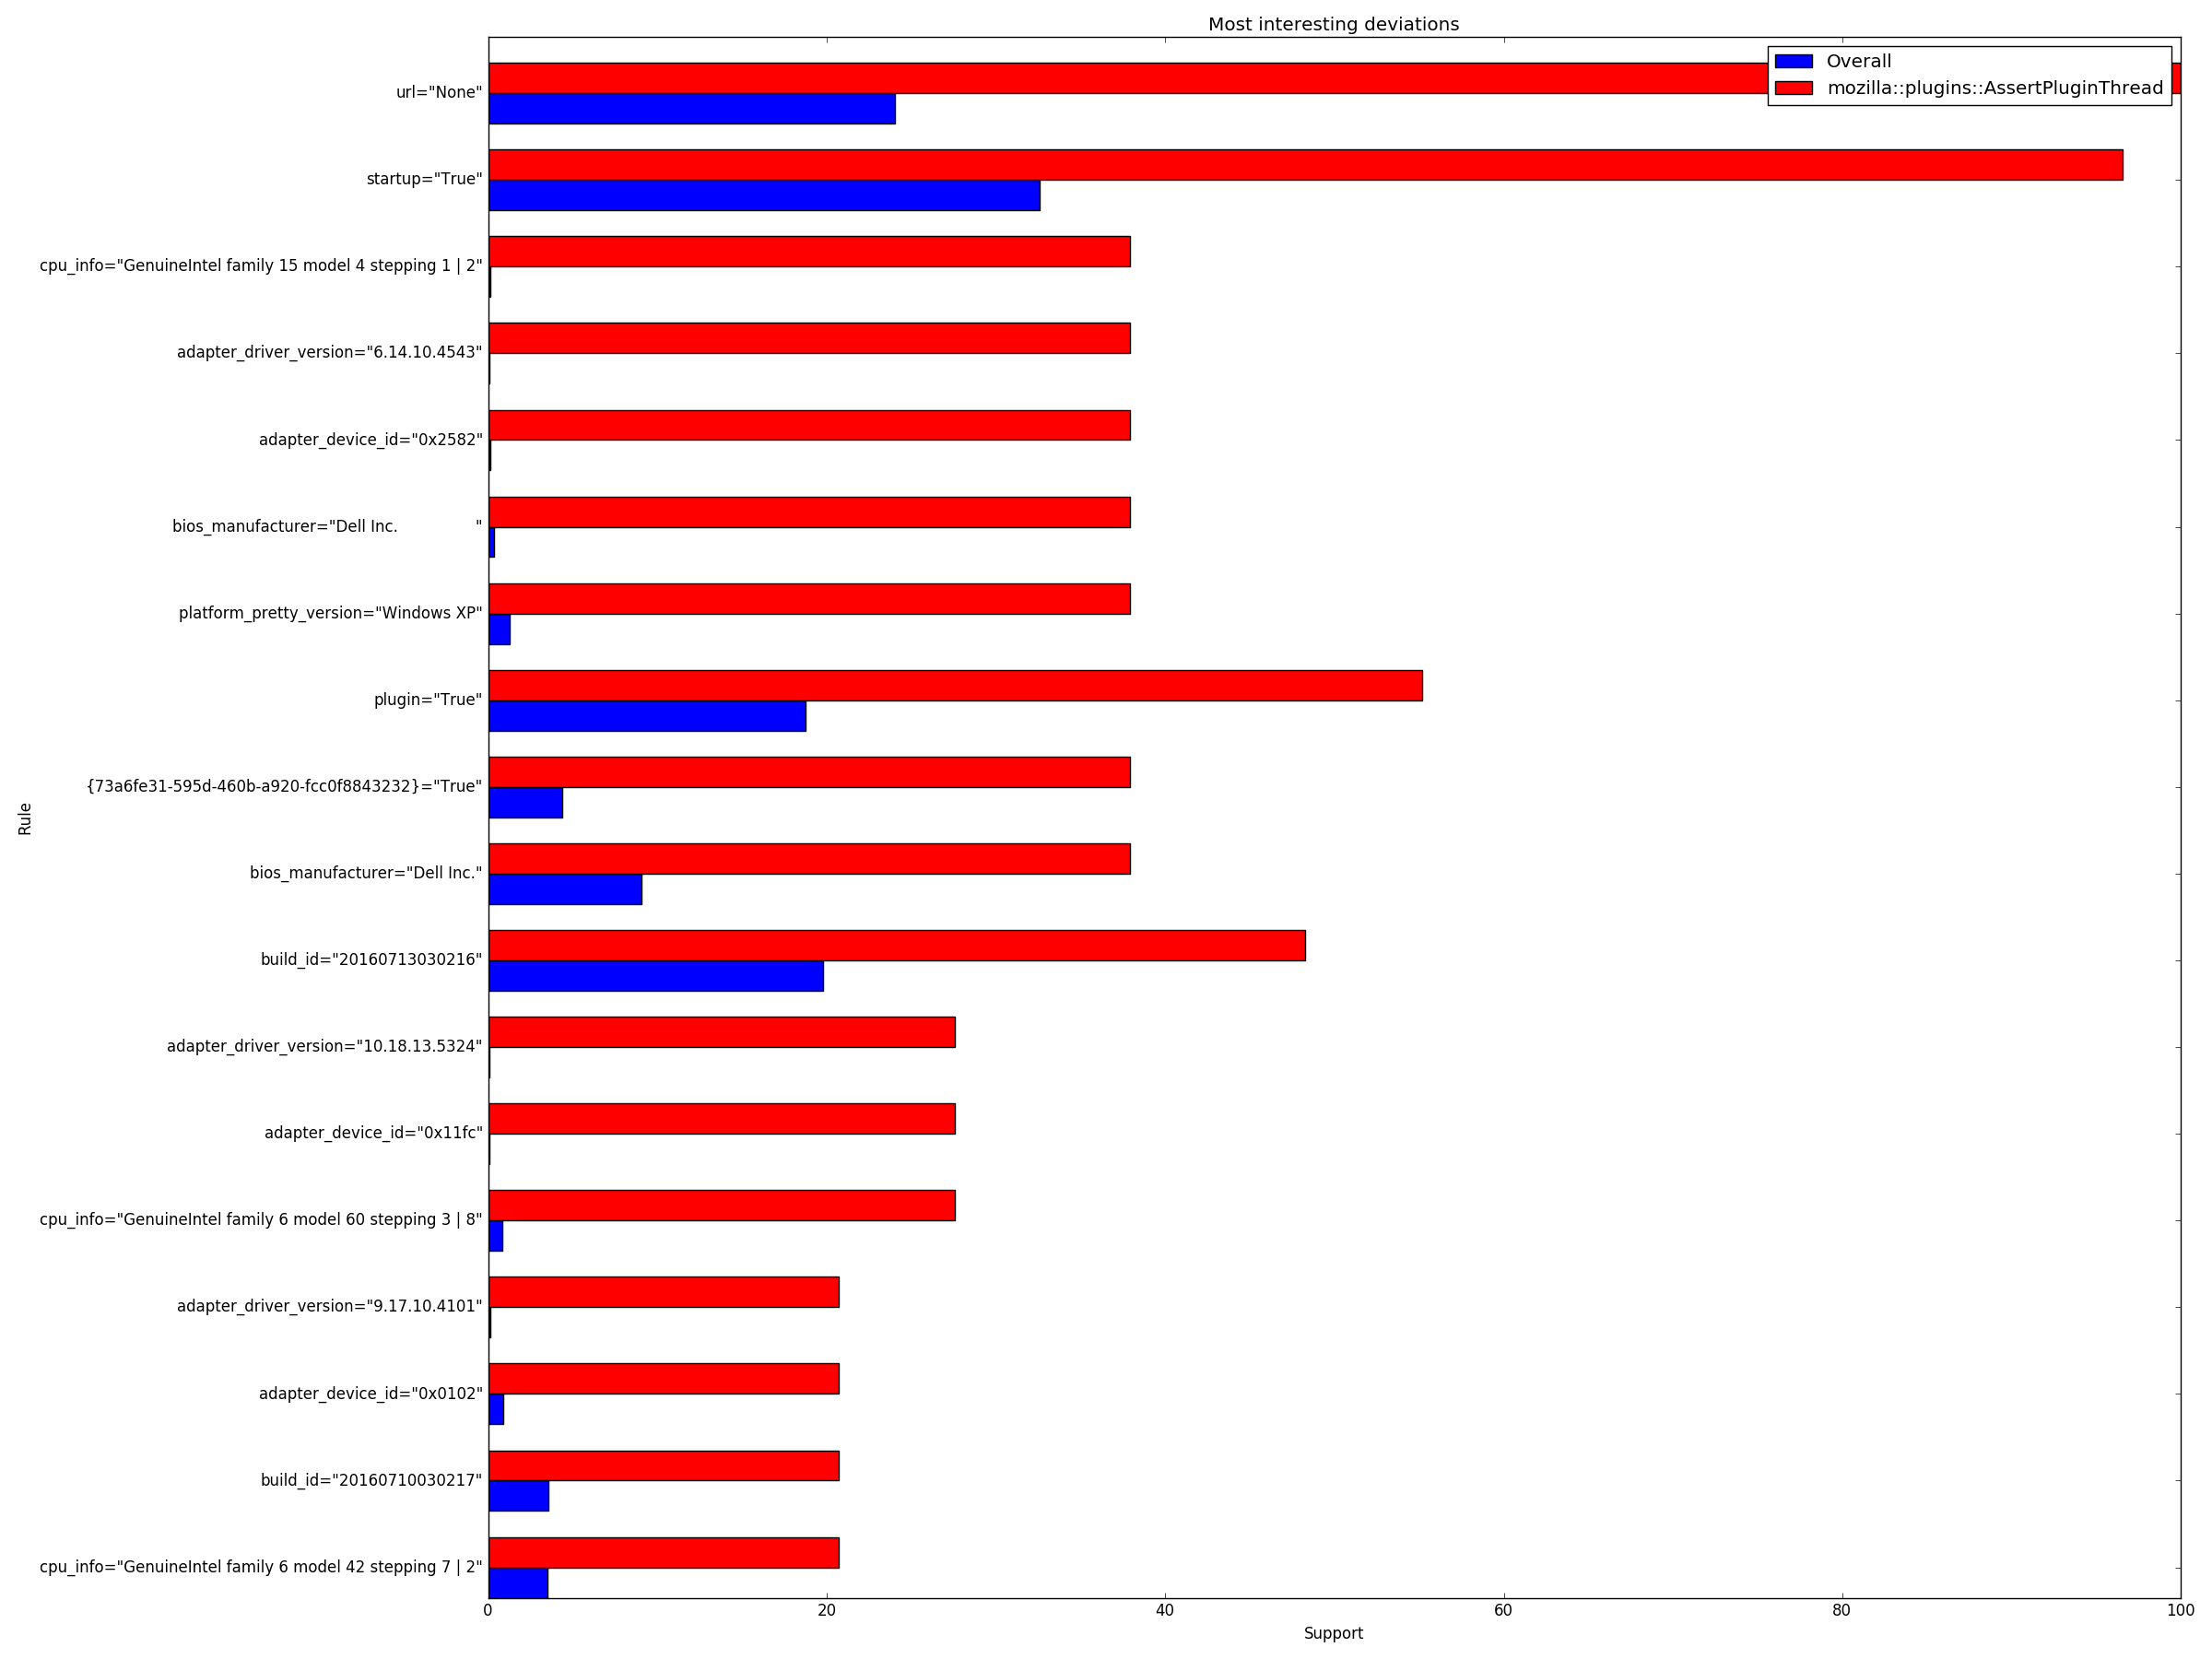 Most interesting deviations
Overall
mozilla::plugins::AssertPluginThread
url="None"
startup="True"
cpu_info="GenuineIntel family 15 model 4 stepping 1 | 2"
adapter_driver_version="6.14.10.4543"
adapter_device_id="0x2582"
bios_manufacturer="Dell Inc.                "
platform_pretty_version="Windows XP"
plugin="True"
{73a6fe31-595d-460b-a920-fcc0f8843232}="True"
Rule
bios_manufacturer="Dell Inc."
build_id="20160713030216"
adapter_driver_version="10.18.13.5324"
adapter_device_id="0x11fc"
cpu_info="GenuineIntel family 6 model 60 stepping 3 | 8"
adapter_driver_version="9.17.10.4101"
adapter_device_id="0x0102"
build_id="20160710030217"
cpu_info="GenuineIntel family 6 model 42 stepping 7 | 2"
0 20 40 60 80 100
Support